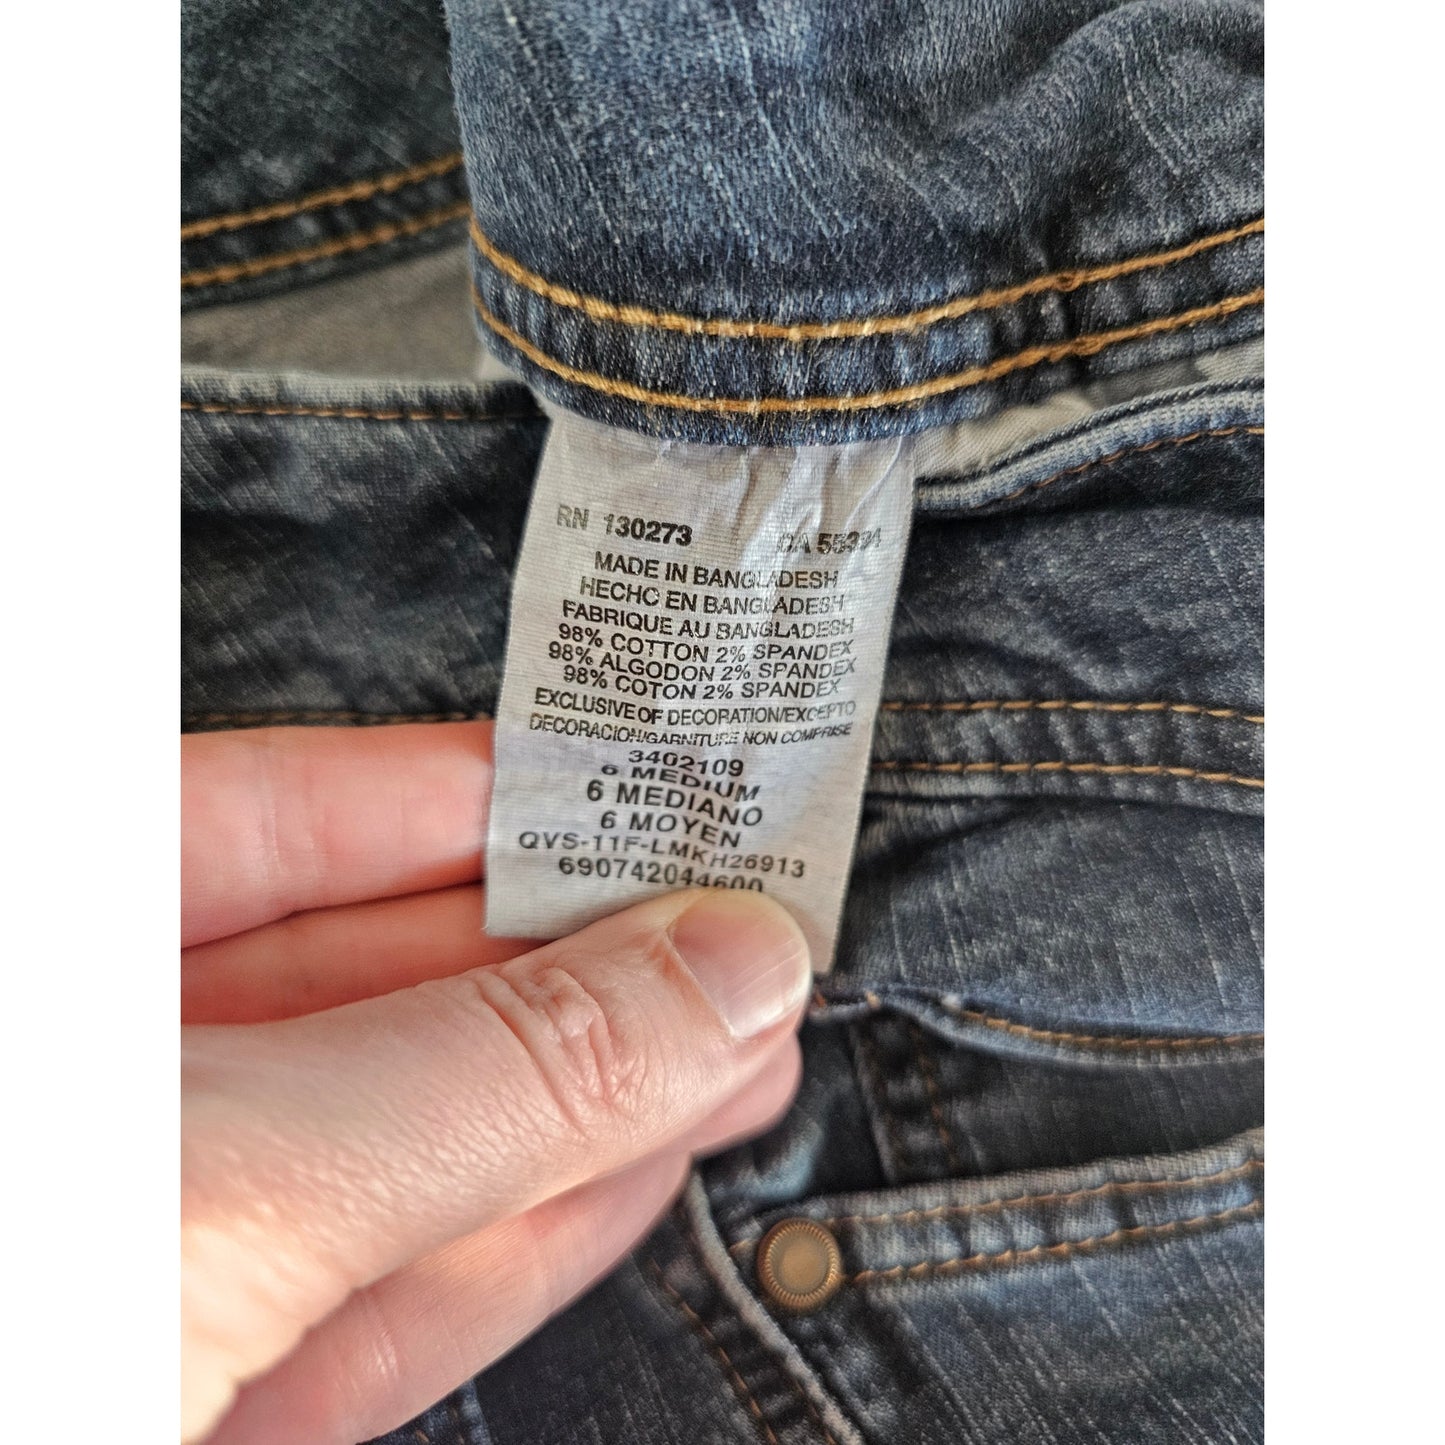 RN 130273 CA 55394
MADE IN BANGLADESH
HECHO EN BANGLADESH
FABRIQUE AU BANGLADESH
98% COTTON 2% SPANDEX
98% ALGODON 2% SPANDEX
98% COTON 2% SPANDEX
EXCLUSIVE OF DECORATION/EXCEPTO
DECORACION/GARNITURE NON COMPRISE
3402109
6 MEDIUM
6 MEDIANO
6 MOYEN
QVS-11F-LMKH26913
690742044600